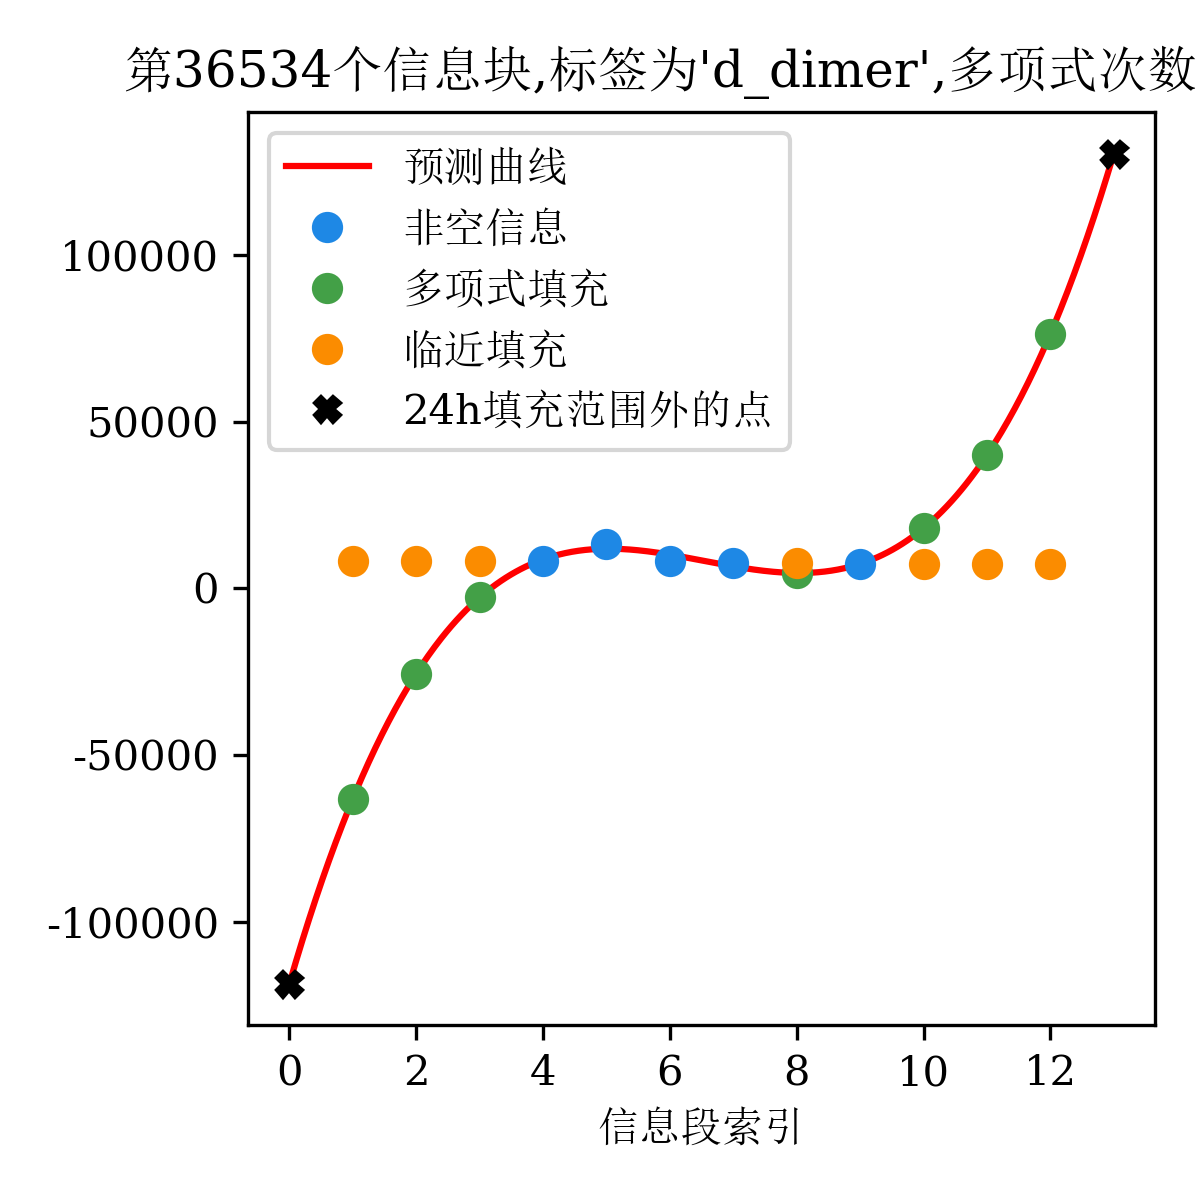 第36534个信息块,标签为'd_dimer',多项式次数
预测曲线
非空信息
多项式填充
临近填充
24h填充范围外的点
100000
50000
0
-50000
-100000
0 2 4 6 8 10 12
信息段索引